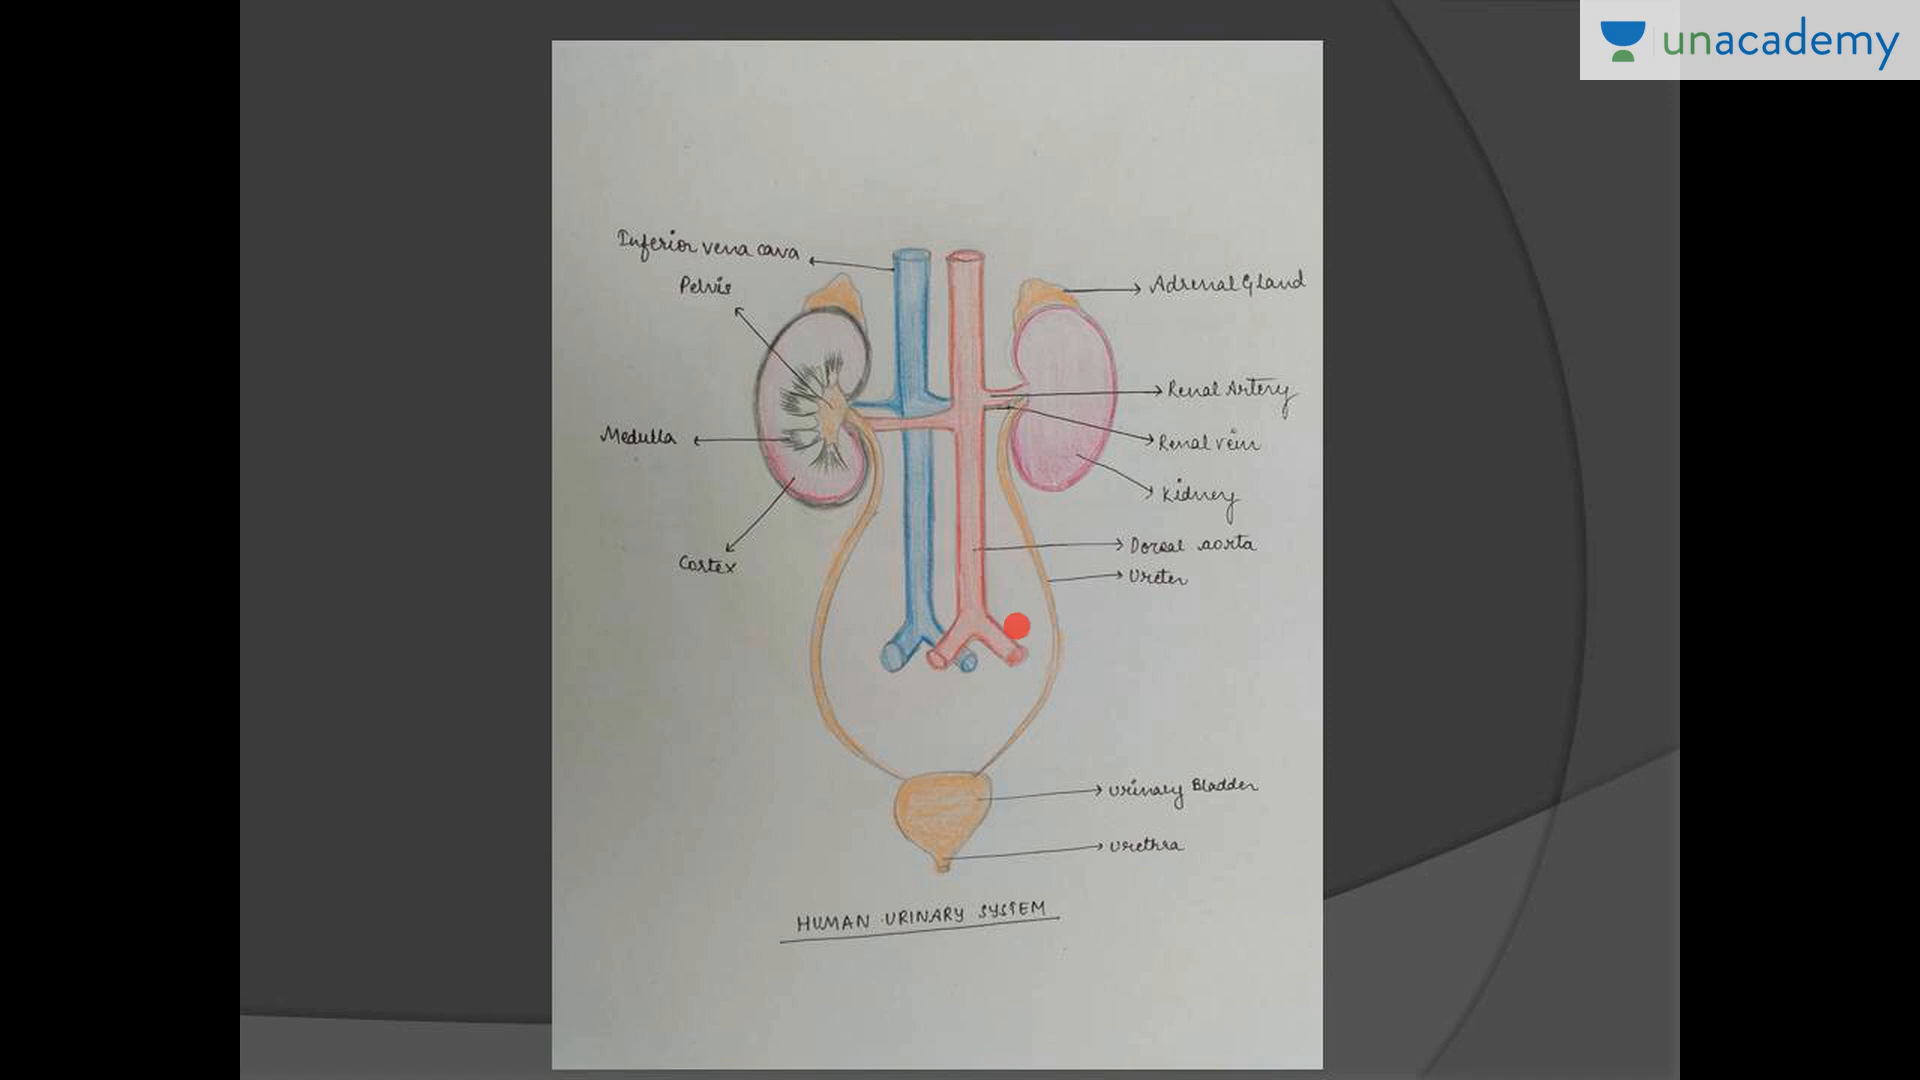 unacademy
Inferior vena cava
Pelvis
Adrenal Gland
Renal Artery
Medulla
Renal vein
Kidney
Dorsal aorta
Cortex
Ureter
Urinary Bladder
Urethra
HUMAN URINARY SYSTEM